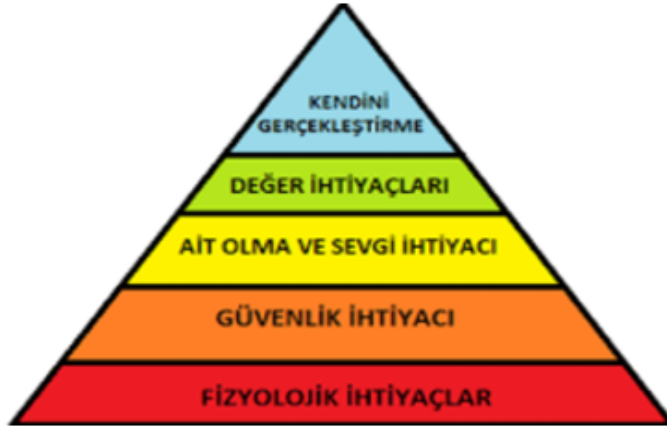 KENDİNİ
GERÇEKLEŞTİRME
DEĞER İHTİYAÇLARI
AİT OLMA VE SEVGİ İHTİYACI
GÜVENLİK İHTİYACI
FİZYOLOJİK İHTİYAÇLAR